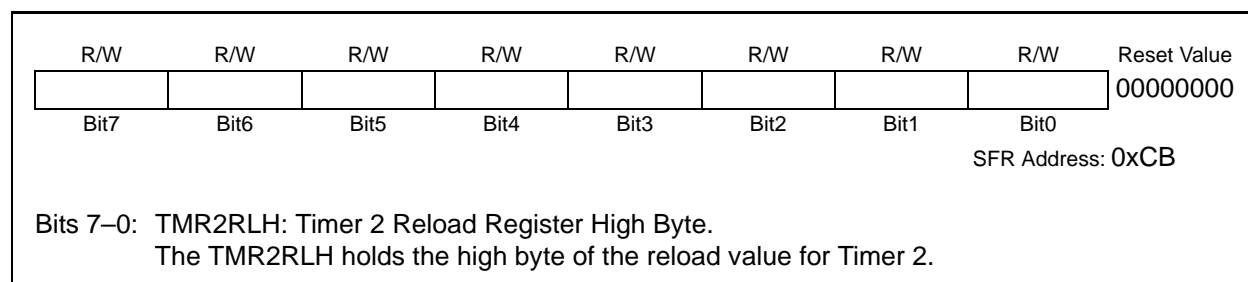 R/W R/W R/W R/W R/W R/W R/W R/W Reset Value
00000000
Bit7 Bit6 Bit5 Bit4 Bit3 Bit2 Bit1 Bit0
SFR Address: 0xCB
Bits 7–0: TMR2RLH: Timer 2 Reload Register High Byte.
The TMR2RLH holds the high byte of the reload value for Timer 2.